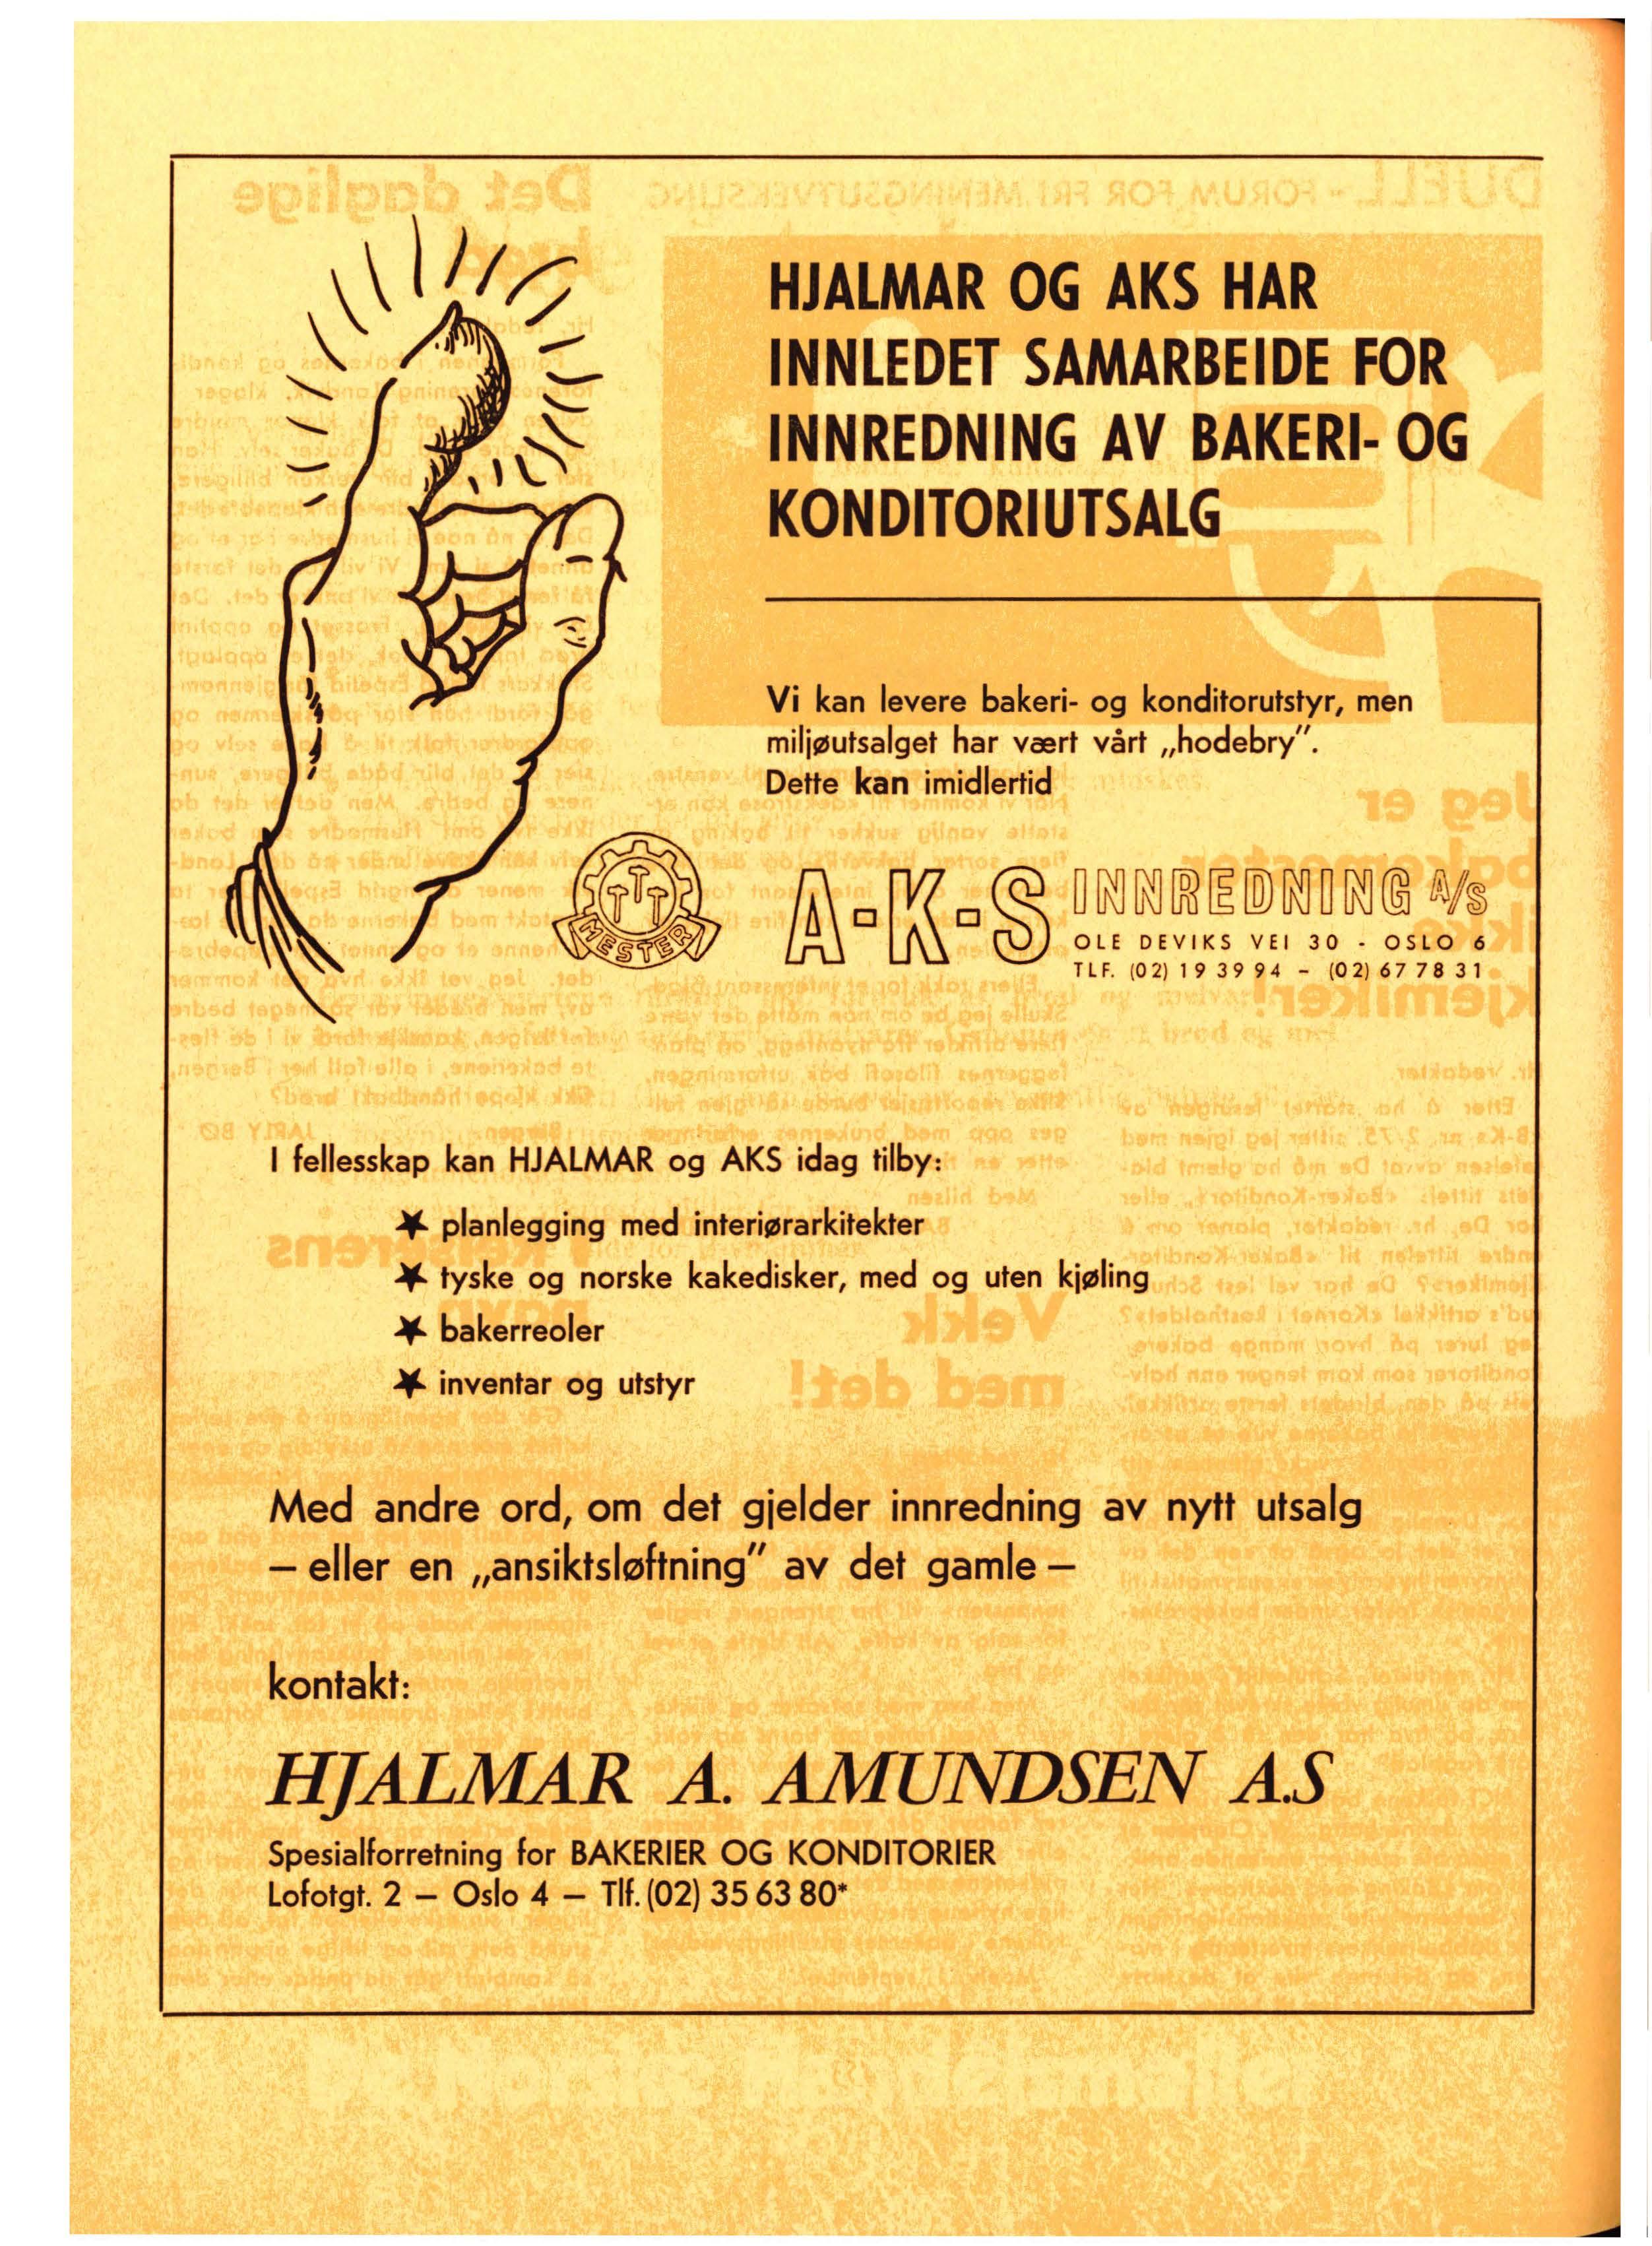 HJALMAR OG AKS HAR
INNLEDET SAMARBEIDE FOR
INNREDNING AV BAKERI- OG
KONDITORIUTSALG
Vi kan levere bakeri- og konditorutstyr, men
miljøutsalget har vært vårt „hodebry”.
Dette kan imidlertid
MESTER
A-K-S INNREDNING A/S
OLE DEVIKS VEI 30 - OSLO 6
TLF. (02) 19 39 94 – (02) 67 78 31
I fellesskap kan HJALMAR og AKS idag tilby:
★ planlegging med interiørarkitekter
★ tyske og norske kakedisker, med og uten kjøling
★ bakerreoler
★ inventar og utstyr
Med andre ord, om det gjelder innredning av nytt utsalg
– eller en „ansiktsløftning” av det gamle –
kontakt:
HJALMAR A. AMUNDSEN A.S
Spesialforretning for BAKERIER OG KONDITORIER
Lofotgt. 2 – Oslo 4 – Tlf. (02) 35 63 80*